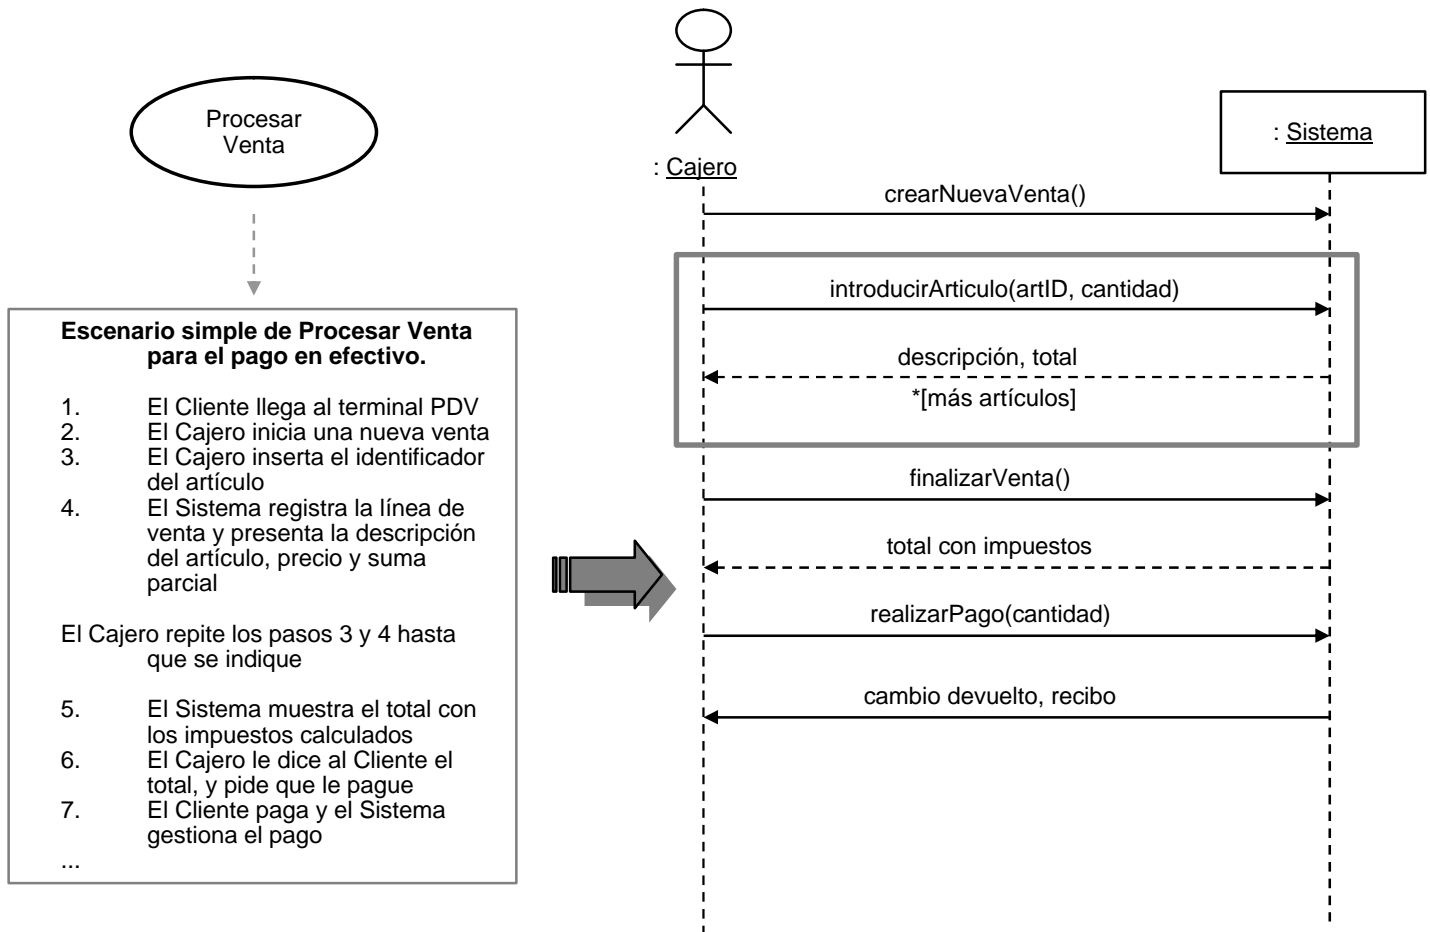 Procesar
Venta
Escenario simple de Procesar Venta
para el pago en efectivo.
1. El Cliente llega al terminal PDV
2. El Cajero inicia una nueva venta
3. El Cajero inserta el identificador
del artículo
4. El Sistema registra la línea de
venta y presenta la descripción
del artículo, precio y suma
parcial
El Cajero repite los pasos 3 y 4 hasta
que se indique
5. El Sistema muestra el total con
los impuestos calculados
6. El Cajero le dice al Cliente el
total, y pide que le pague
7. El Cliente paga y el Sistema
gestiona el pago
...
: Cajero
: Sistema
crearNuevaVenta()
introducirArticulo(artID, cantidad)
descripción, total
*[más artículos]
finalizarVenta()
total con impuestos
realizarPago(cantidad)
cambio devuelto, recibo